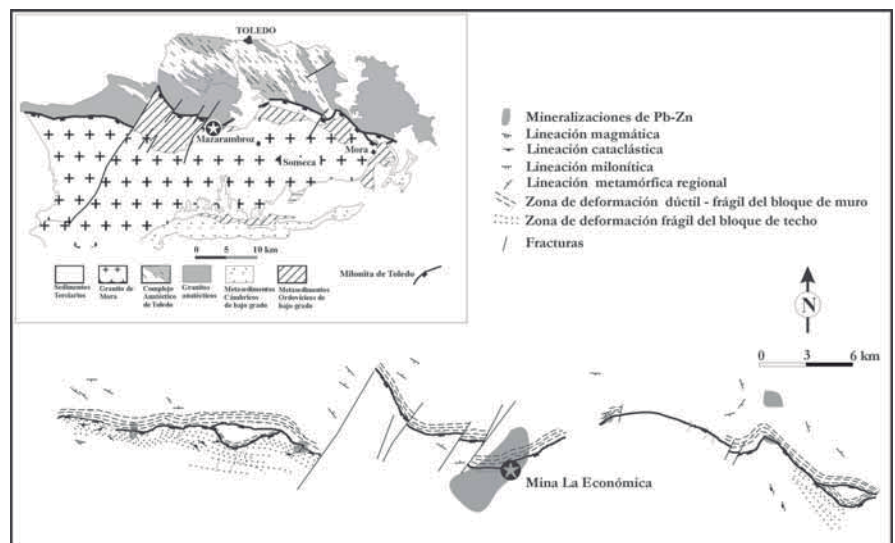 TOLEDO
Mazarambroz
Mora
Sonseca
0 5 10 km
Sedimentos
Terciarios
Granito de
Mora
Complejo
Anatéctico
de Toledo
Granitos
anatécticos
Metasedimentos
Cámbricos
de bajo grado
Metasedimentos
Ordovícicos de
bajo grado
Milonita de Toledo
Mineralizaciones de Pb-Zn
Lineación magmática
Lineación cataclástica
Lineación milonítica
Lineación metamórfica regional
Zona de deformación dúctil - frágil del bloque de muro
Zona de deformación frágil del bloque de techo
Fracturas
N
0 3 6 km
Mina La Económica